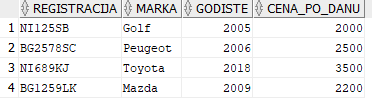 REGISTRACIJA MARKA GODISTE CENA_PO_DANU
1 NI125SB Golf 2005 2000
2 BG2578SC Peugeot 2006 2500
3 NI689KJ Toyota 2018 3500
4 BG1259LK Mazda 2009 2200